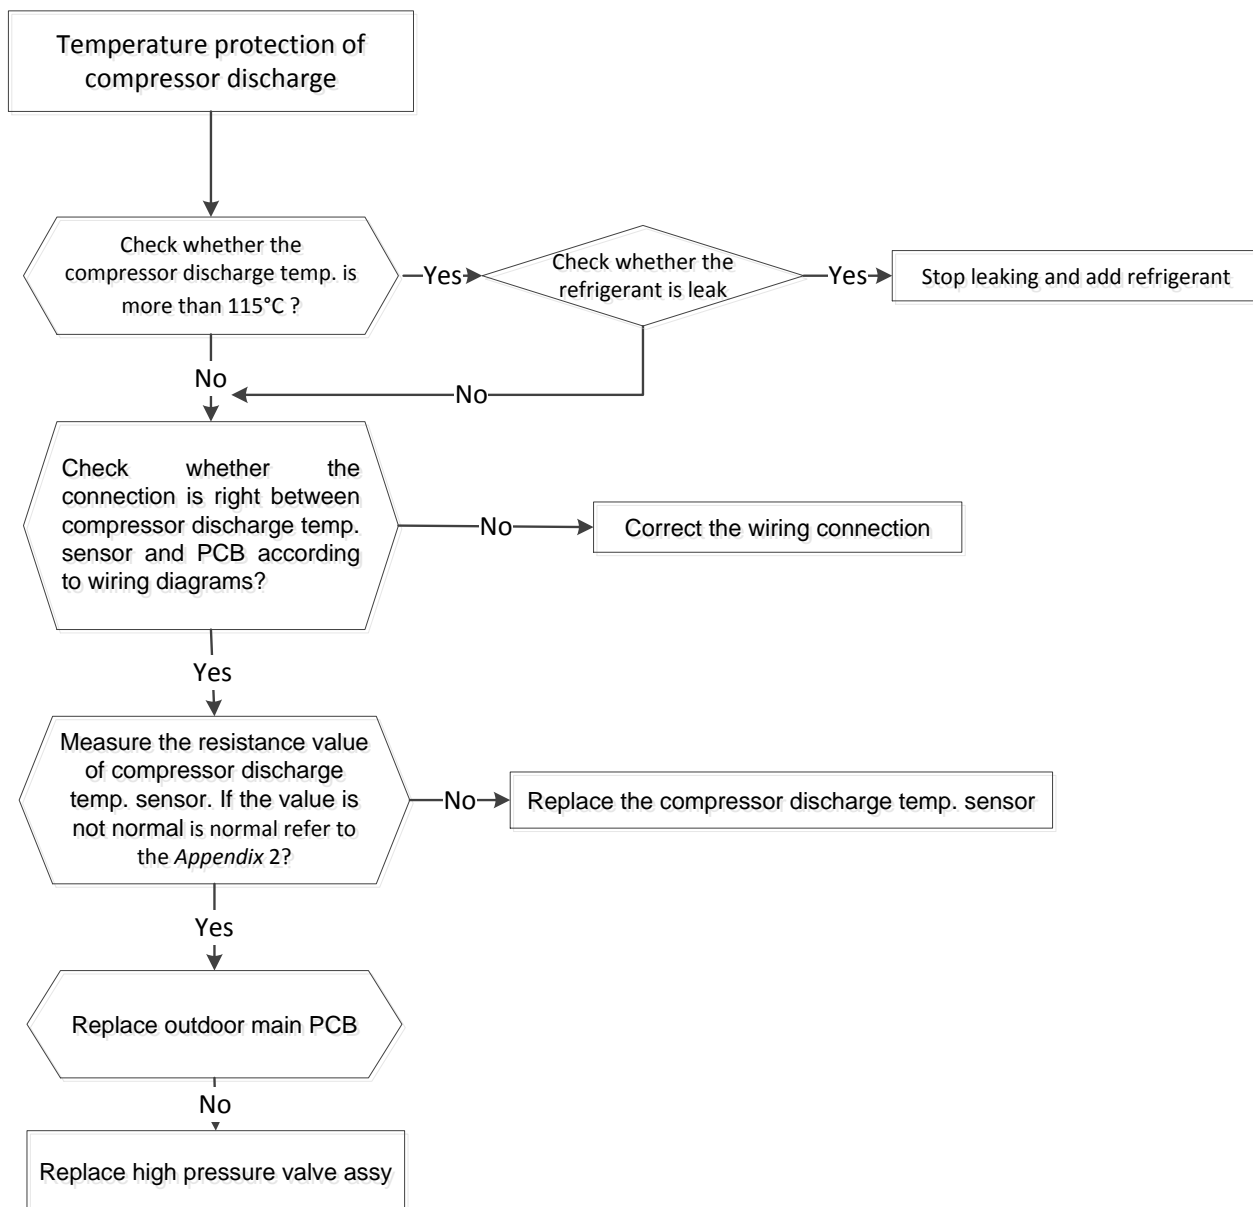 Temperature protection of
compressor discharge
Check whether the
compressor discharge temp. is
more than 115°C ?
Yes
Check whether the
refrigerant is leak
Yes
Stop leaking and add refrigerant
No
No
Check whether the
connection is right between
compressor discharge temp.
sensor and PCB according
to wiring diagrams?
No
Correct the wiring connection
Yes
Measure the resistance value
of compressor discharge
temp. sensor. If the value is
not normal is normal refer to
the Appendix 2?
No
Replace the compressor discharge temp. sensor
Yes
Replace outdoor main PCB
No
Replace high pressure valve assy